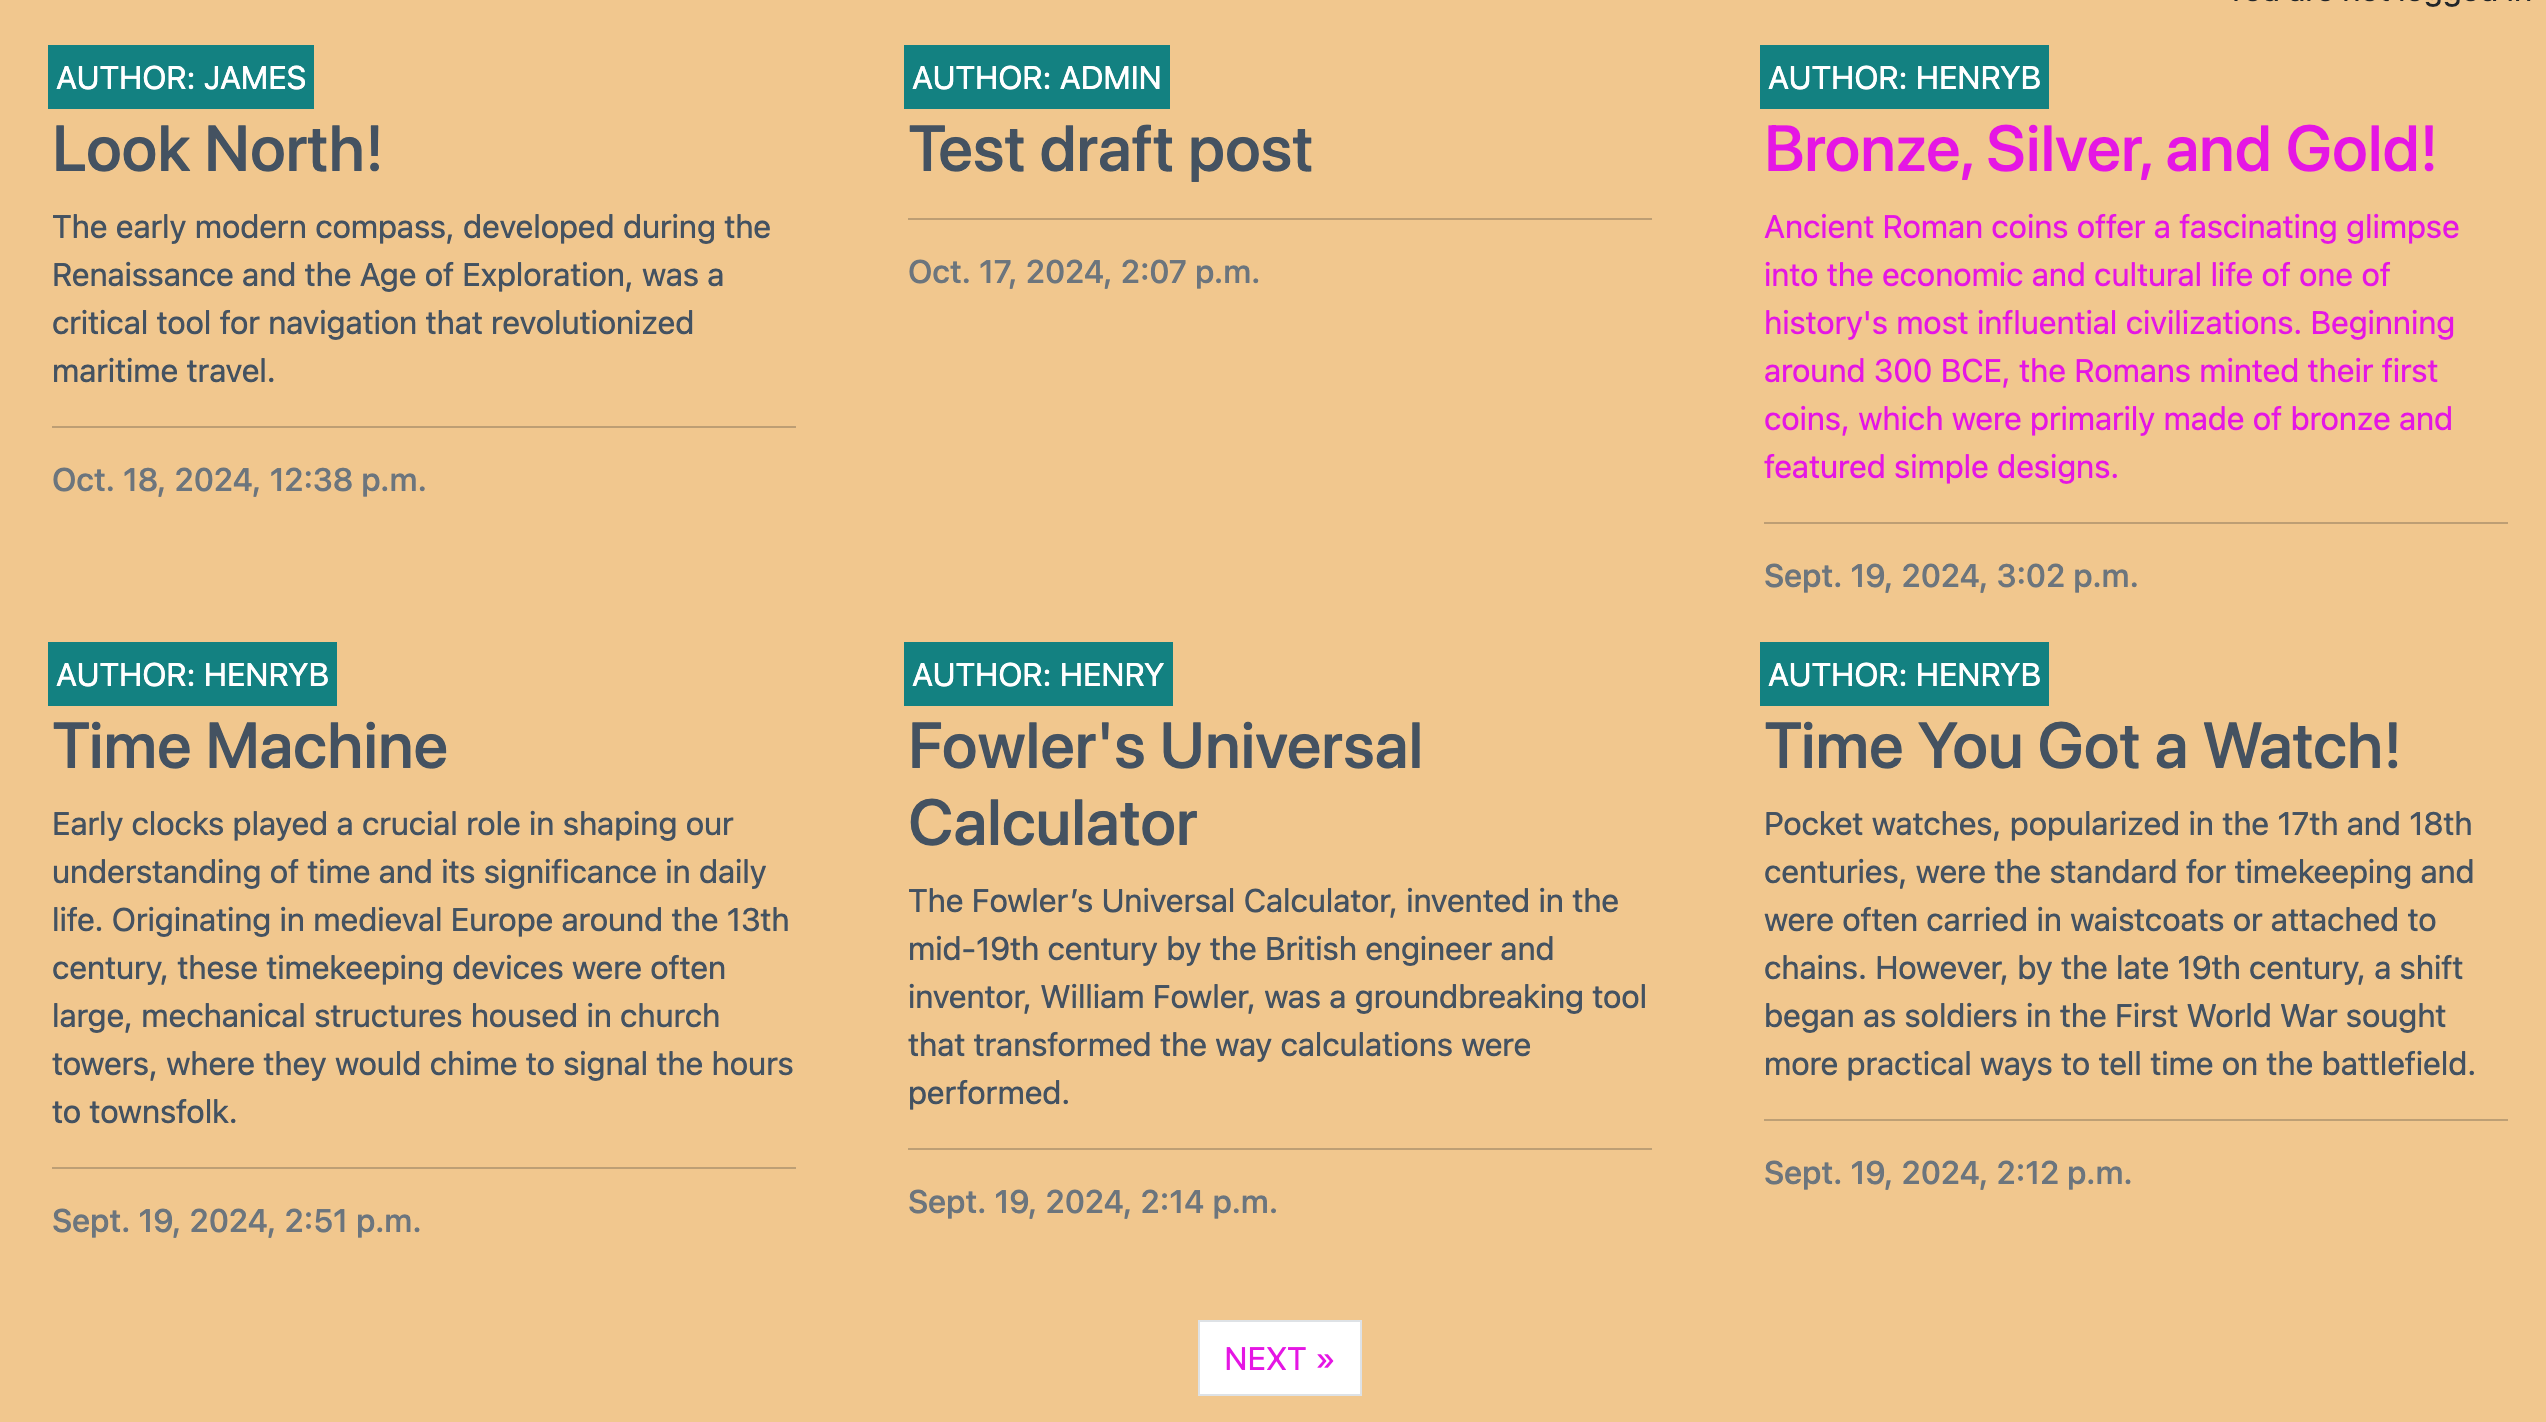 You are not logged in
AUTHOR: JAMES
Look North!
The early modern compass, developed during the
Renaissance and the Age of Exploration, was a
critical tool for navigation that revolutionized
maritime travel.
Oct. 18, 2024, 12:38 p.m.
AUTHOR: ADMIN
Test draft post
Oct. 17, 2024, 2:07 p.m.
AUTHOR: HENRYB
Bronze, Silver, and Gold!
Ancient Roman coins offer a fascinating glimpse
into the economic and cultural life of one of
history's most influential civilizations. Beginning
around 300 BCE, the Romans minted their first
coins, which were primarily made of bronze and
featured simple designs.
Sept. 19, 2024, 3:02 p.m.
AUTHOR: HENRYB
Time Machine
Early clocks played a crucial role in shaping our
understanding of time and its significance in daily
life. Originating in medieval Europe around the 13th
century, these timekeeping devices were often
large, mechanical structures housed in church
towers, where they would chime to signal the hours
to townsfolk.
Sept. 19, 2024, 2:51 p.m.
AUTHOR: HENRY
Fowler's Universal
Calculator
The Fowler’s Universal Calculator, invented in the
mid-19th century by the British engineer and
inventor, William Fowler, was a groundbreaking tool
that transformed the way calculations were
performed.
Sept. 19, 2024, 2:14 p.m.
AUTHOR: HENRYB
Time You Got a Watch!
Pocket watches, popularized in the 17th and 18th
centuries, were the standard for timekeeping and
were often carried in waistcoats or attached to
chains. However, by the late 19th century, a shift
began as soldiers in the First World War sought
more practical ways to tell time on the battlefield.
Sept. 19, 2024, 2:12 p.m.
NEXT »